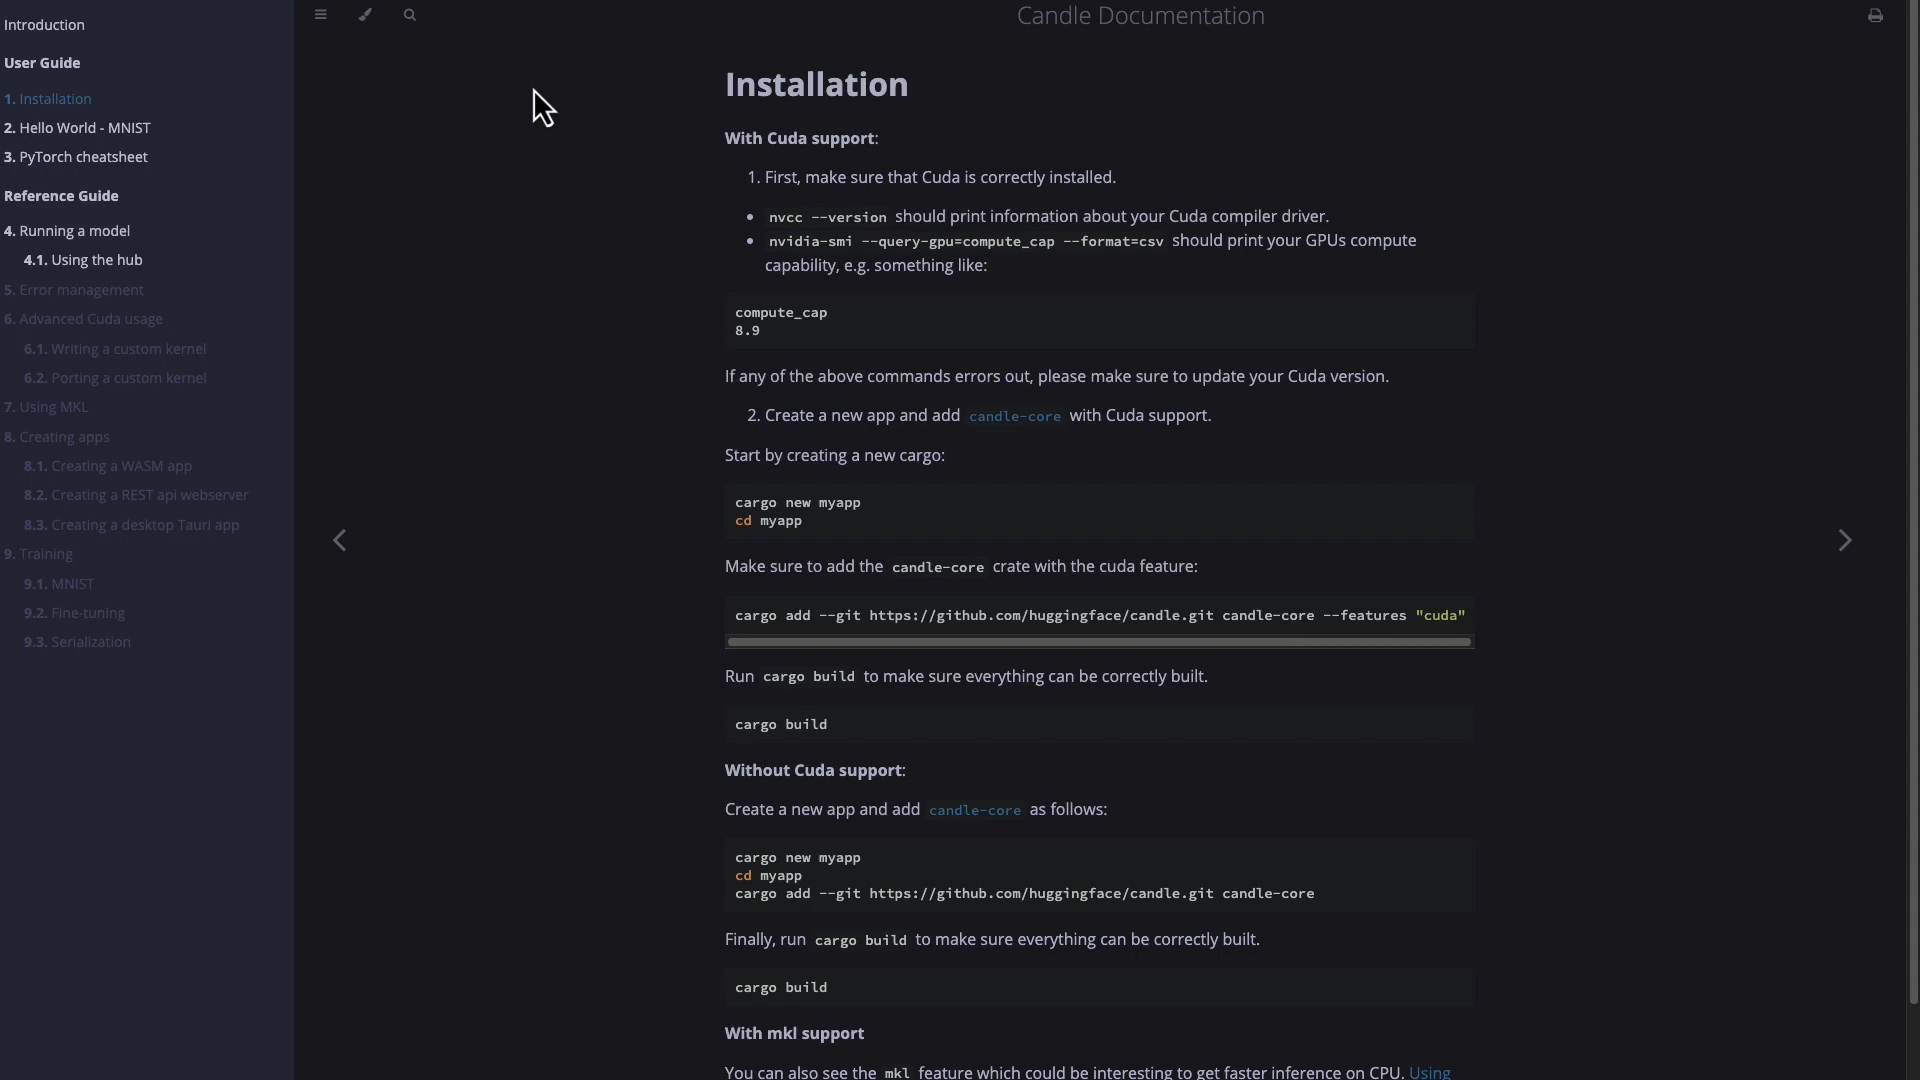 Introduction
User Guide
1. Installation
2. Hello World - MNIST
3. PyTorch cheatsheet
Reference Guide
4. Running a model
4.1. Using the hub
5. Error management
6. Advanced Cuda usage
6.1. Writing a custom kernel
6.2. Porting a custom kernel
7. Using MKL
8. Creating apps
8.1. Creating a WASM app
8.2. Creating a REST api webserver
8.3. Creating a desktop Tauri app
9. Training
9.1. MNIST
9.2. Fine-tuning
9.3. Serialization
Candle Documentation
Installation
With Cuda support:
1. First, make sure that Cuda is correctly installed.
• nvcc --version should print information about your Cuda compiler driver.
• nvidia-smi --query-gpu=compute_cap --format=csv should print your GPUs compute
capability, e.g. something like:
compute_cap
8.9
If any of the above commands errors out, please make sure to update your Cuda version.
2. Create a new app and add candle-core with Cuda support.
Start by creating a new cargo:
cargo new myapp
cd myapp
Make sure to add the candle-core crate with the cuda feature:
cargo add --git https://github.com/huggingface/candle.git candle-core --features "cuda"
Run cargo build to make sure everything can be correctly built.
cargo build
Without Cuda support:
Create a new app and add candle-core as follows:
cargo new myapp
cd myapp
cargo add --git https://github.com/huggingface/candle.git candle-core
Finally, run cargo build to make sure everything can be correctly built.
cargo build
With mkl support
You can also see the mkl feature which could be interesting to get faster inference on CPU. Using